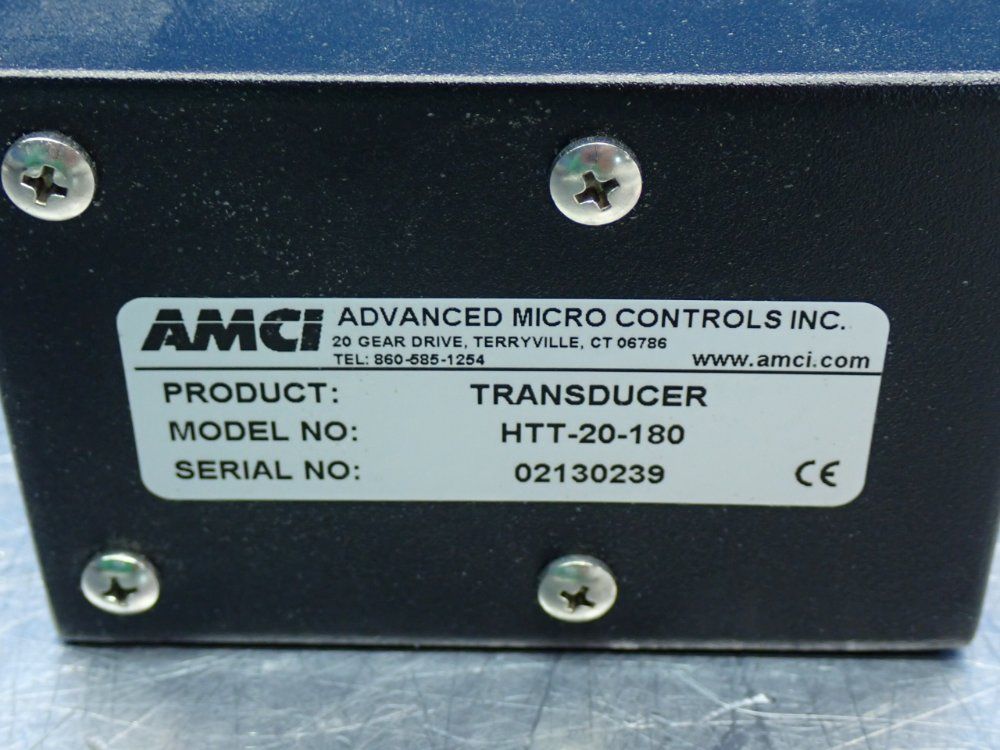 AMCI ADVANCED MICRO CONTROLS INC.
20 GEAR DRIVE, TERRYVILLE, CT 06786
TEL: 860-585-1254 www.amci.com
PRODUCT: TRANSDUCER
MODEL NO: HTT-20-180
SERIAL NO: 02130239 CE